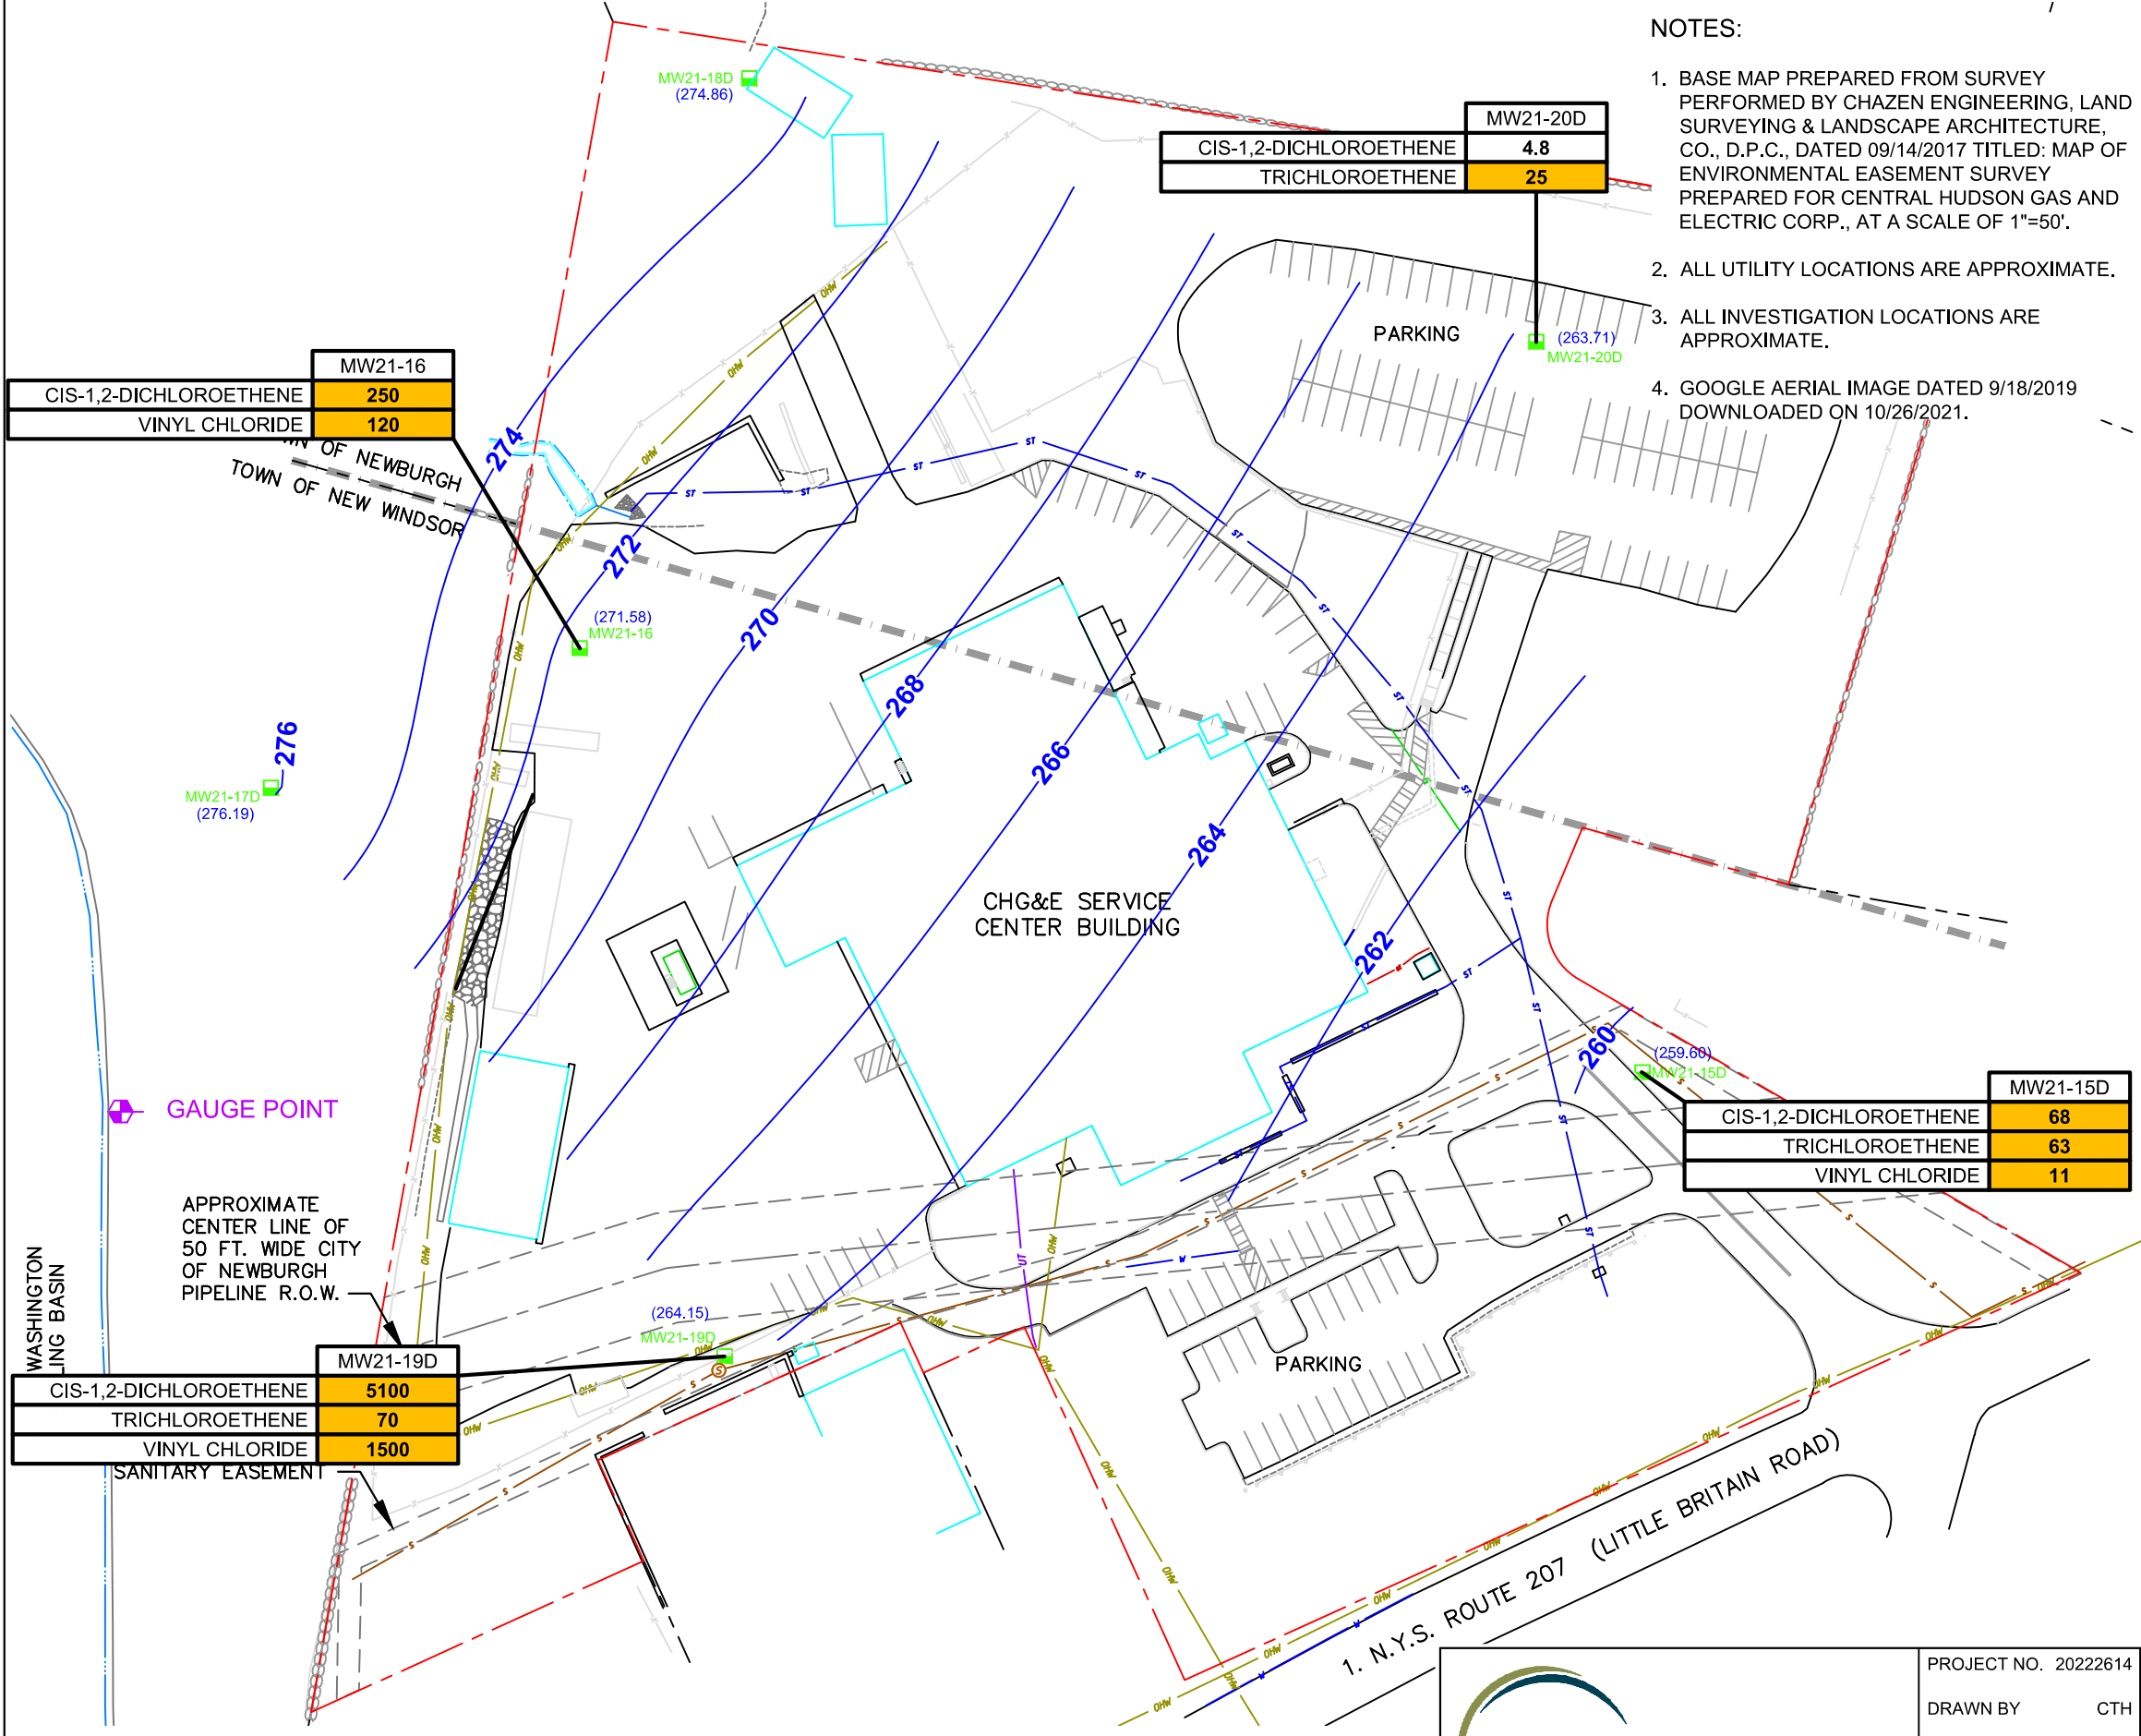 NOTES:
1. BASE MAP PREPARED FROM SURVEY
PERFORMED BY CHAZEN ENGINEERING, LAND
SURVEYING & LANDSCAPE ARCHITECTURE,
CO., D.P.C., DATED 09/14/2017 TITLED: MAP OF
ENVIRONMENTAL EASEMENT SURVEY
PREPARED FOR CENTRAL HUDSON GAS AND
ELECTRIC CORP., AT A SCALE OF 1"=50'.
2. ALL UTILITY LOCATIONS ARE APPROXIMATE.
3. ALL INVESTIGATION LOCATIONS ARE
APPROXIMATE.
4. GOOGLE AERIAL IMAGE DATED 9/18/2019
DOWNLOADED ON 10/26/2021.
MW21-18D
(274.86)
MW21-20D
CIS-1,2-DICHLOROETHENE 4.8
TRICHLOROETHENE 25
PARKING
(263.71)
MW21-20D
MW21-16
CIS-1,2-DICHLOROETHENE 250
VINYL CHLORIDE 120
OF NEWBURGH
TOWN OF NEW WINDSOR
274
272
270
268
266
264
262
260
276
(271.58)
MW21-16
MW21-17D
(276.19)
CHG&E SERVICE
CENTER BUILDING
GAUGE POINT
(259.60)
MW21-15D
MW21-15D
CIS-1,2-DICHLOROETHENE 68
TRICHLOROETHENE 63
VINYL CHLORIDE 11
APPROXIMATE
CENTER LINE OF
50 FT. WIDE CITY
OF NEWBURGH
PIPELINE R.O.W.
WASHINGTON
LING BASIN
(264.15)
MW21-19D
MW21-19D
CIS-1,2-DICHLOROETHENE 5100
TRICHLOROETHENE 70
VINYL CHLORIDE 1500
SANITARY EASEMENT
PARKING
1. N.Y.S. ROUTE 207 (LITTLE BRITAIN ROAD)
PROJECT NO. 20222614
DRAWN BY CTH